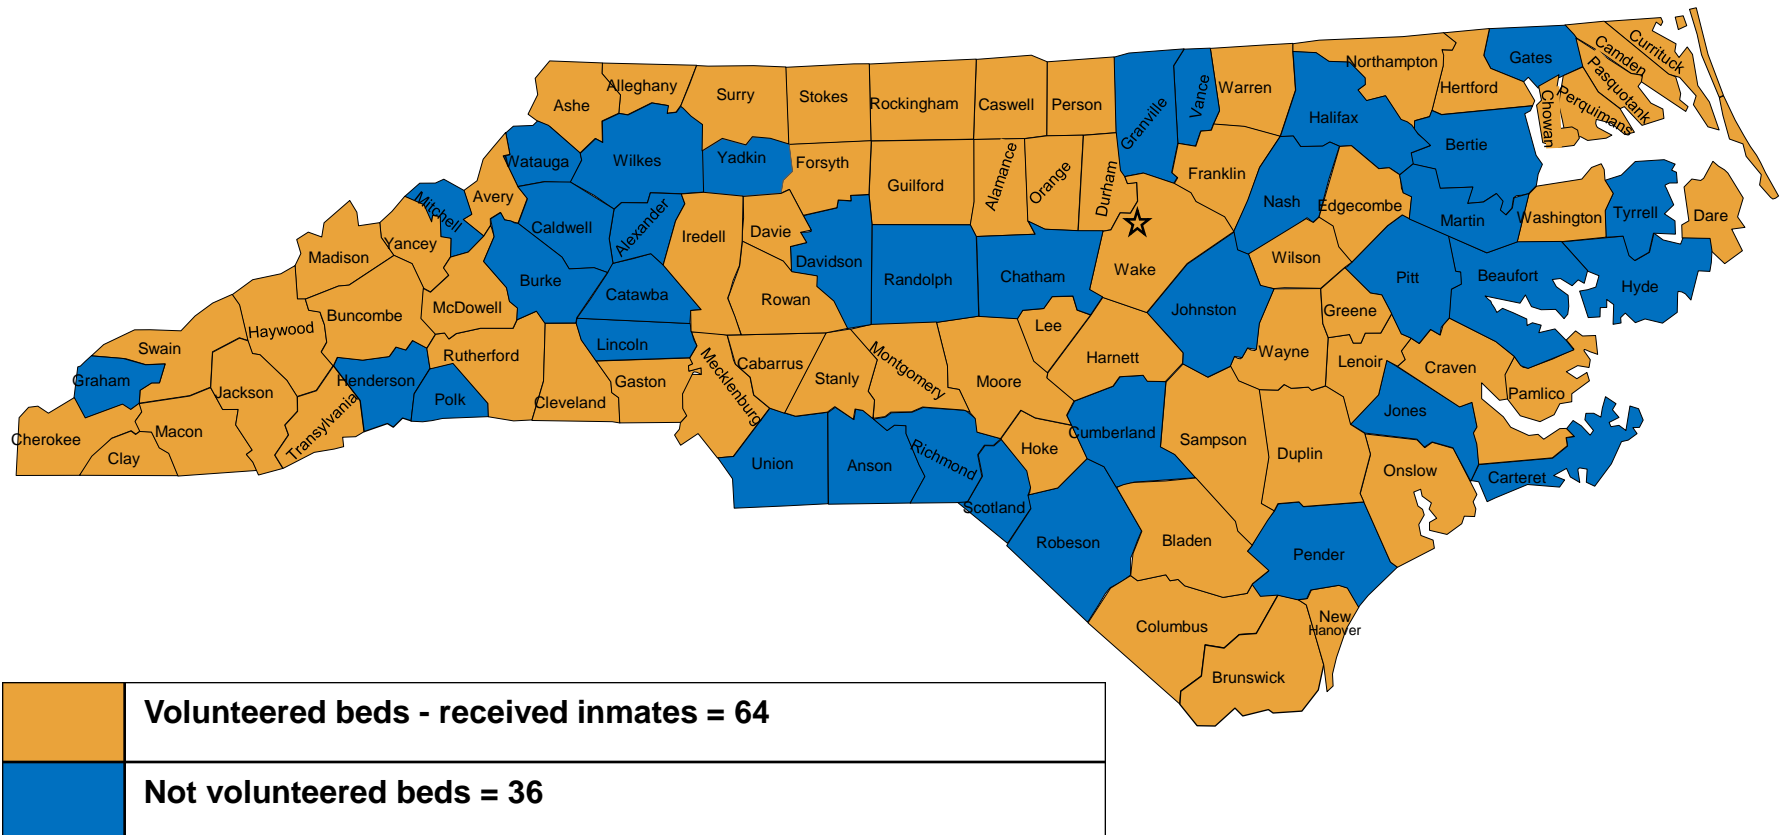 Ashe
Alleghany
Surry
Stokes
Rockingham
Caswell
Person
Granville
Vance
Warren
Halifax
Northampton
Hertford
Gates
Camden
Currituck
Pasquotank
Perquimans
Chowan
Bertie
Watauga
Wilkes
Yadkin
Forsyth
Guilford
Alamance
Orange
Durham
Franklin
Nash
Edgecombe
Martin
Washington
Tyrrell
Dare
Mitchell
Avery
Caldwell
Alexander
Iredell
Davie
Davidson
Randolph
Chatham
Wake
Wilson
Pitt
Beaufort
Hyde
Madison
Yancey
Burke
Catawba
Rowan
Johnston
Greene
Haywood
Buncombe
McDowell
Lincoln
Lee
Harnett
Wayne
Lenoir
Craven
Pamlico
Swain
Graham
Jackson
Henderson
Rutherford
Polk
Cleveland
Gaston
Mecklenburg
Cabarrus
Stanly
Montgomery
Moore
Cherokee
Clay
Macon
Transylvania
Union
Anson
Richmond
Scotland
Hoke
Cumberland
Sampson
Duplin
Jones
Onslow
Carteret
Robeson
Bladen
Pender
Columbus
New
Hanover
Brunswick
Volunteered beds - received inmates = 64
Not volunteered beds = 36